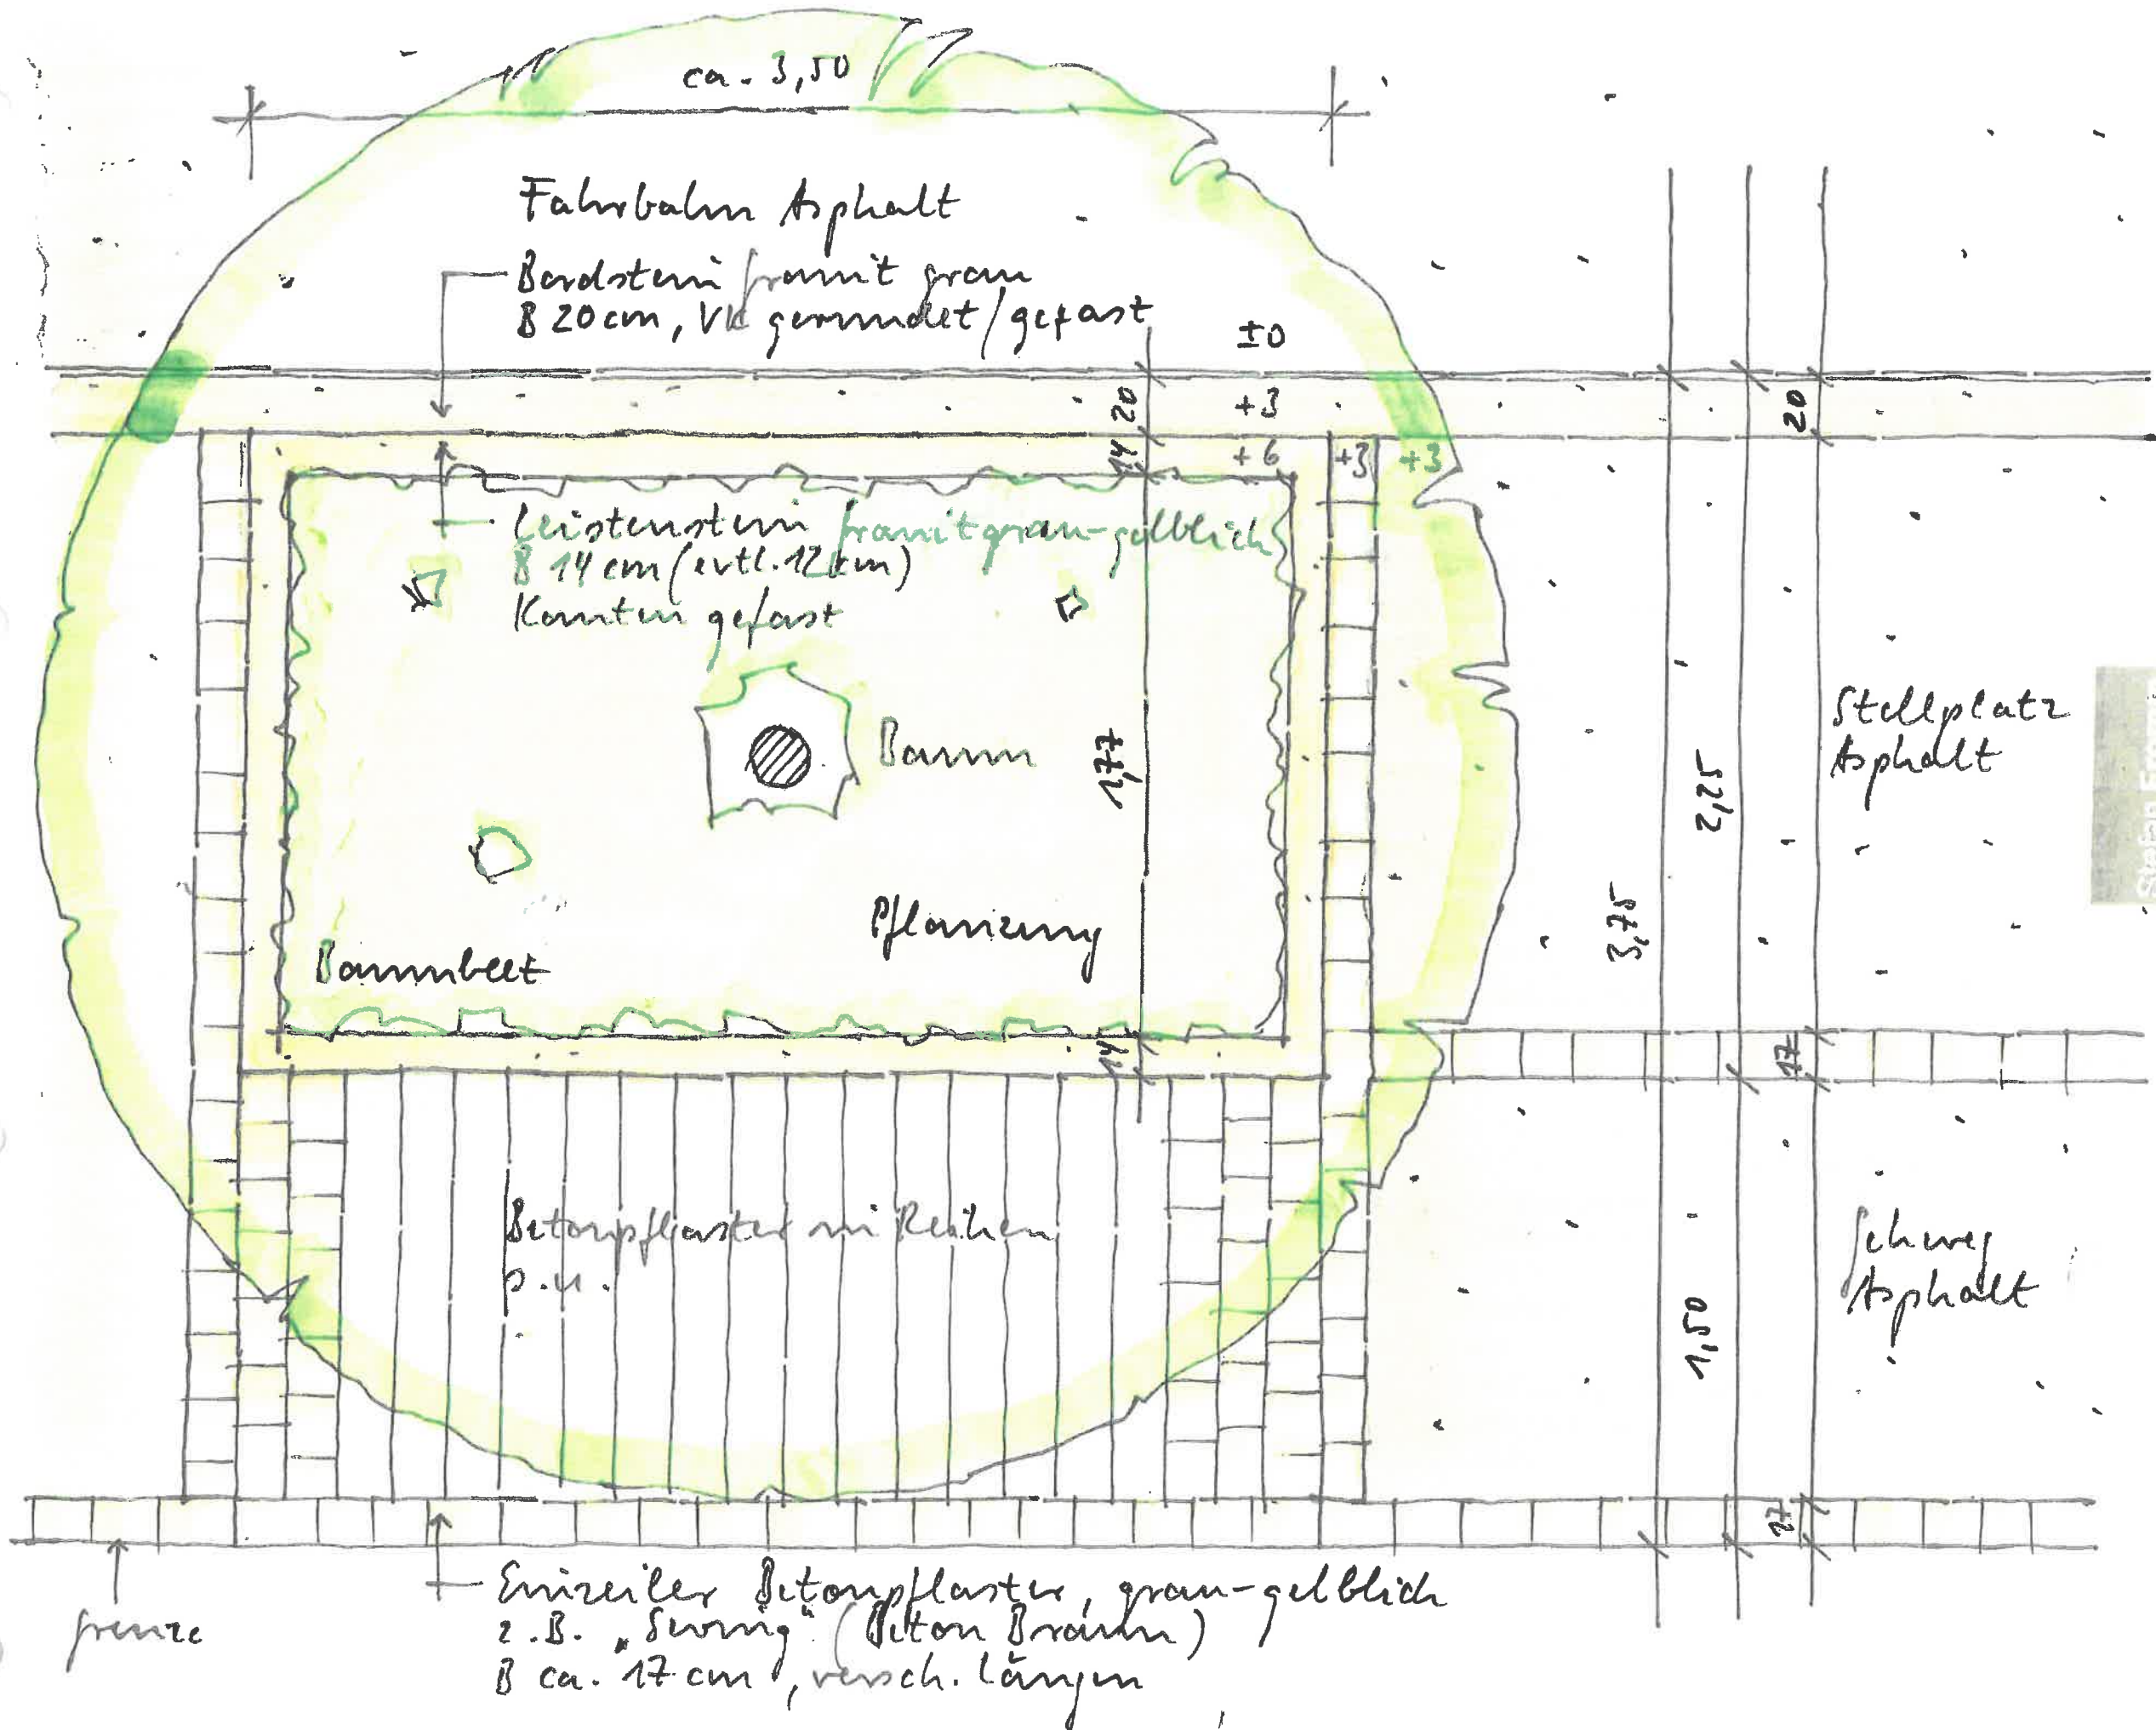 ca. 3,50
Fahrbahn Asphalt
Bordstein Granit grau
B 20cm, VK gerundet/gefast
±0
20
+3
20
14
+6
+3
+3
Leistenstein Granit grau-gelblich
B 14 cm (evtl. 12 cm)
Kanten gefast
Baum
1,77
Stellplatz
Asphalt
2,25
3,75
Pflanzung
Baumbeet
14
17
Betonpflaster in Reihen
s.u.
Gehweg
Asphalt
1,50
17
Einzeiler Betonpflaster, grau-gelblich
z.B. „Swing“ (Beton Braun)
B ca. 17 cm, versch. Längen
Grenze